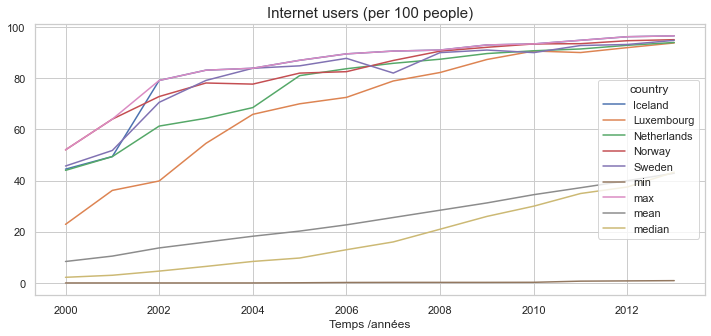 Internet users (per 100 people)
100
80
60
40
20
0
country
Iceland
Luxembourg
Netherlands
Norway
Sweden
min
max
mean
median
2000 2002 2004 2006 2008 2010 2012
Temps /années